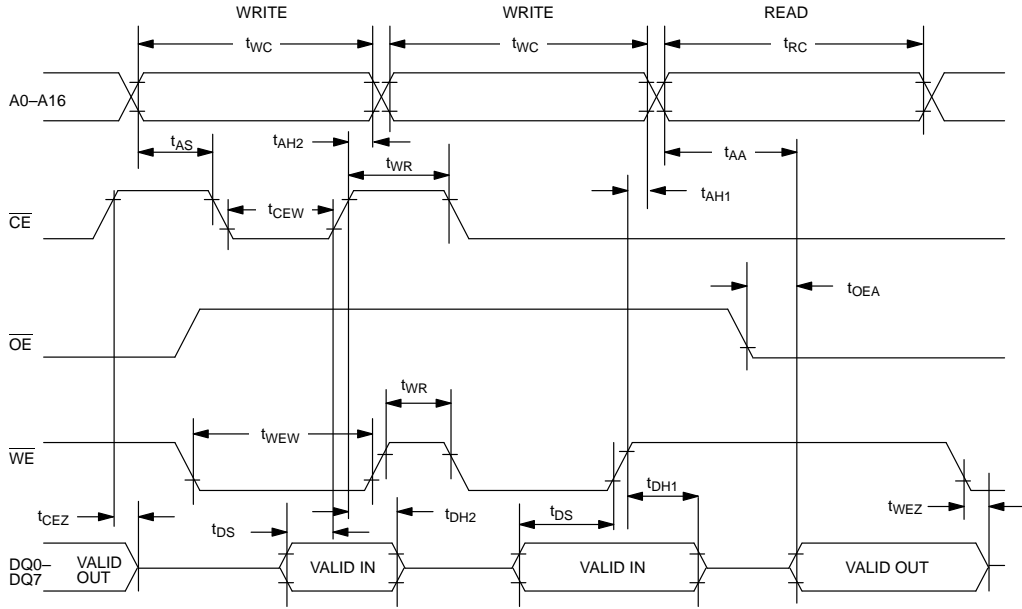 WRITE WRITE READ
tWC tWC tRC
A0–A16
tAS tAH2 tWR tAA
tAH1
CE tCEW
tOEA
OE
tWR
WE tWEW
tDH1
tCEZ tDS tDH2 tDS tWEZ
DQ0–
DQ7
VALID
OUT
VALID IN VALID IN VALID OUT